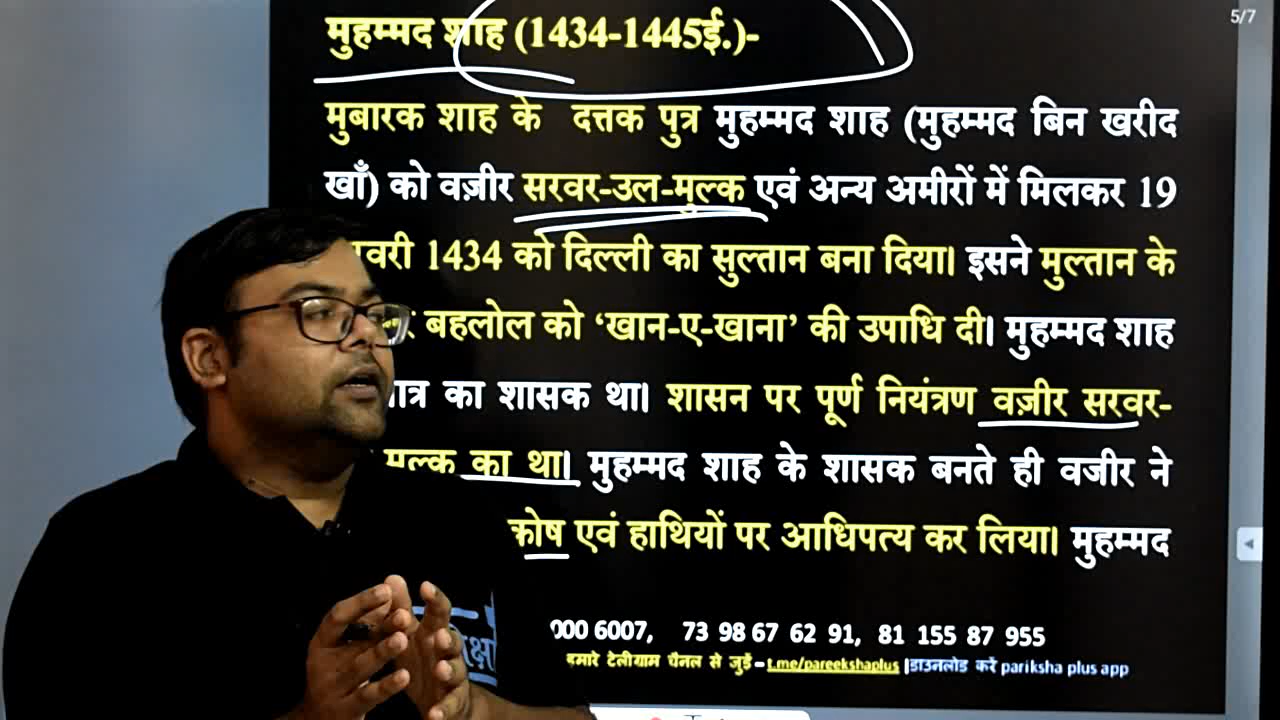 5/7
मुहम्मद शाह (1434-1445ई.)-
मुबारक शाह के दत्तक पुत्र मुहम्मद शाह (मुहम्मद बिन खरीद
खाँ) को वज़ीर सरवर-उल-मुल्क एवं अन्य अमीरों में मिलकर 19
वरी 1434 को दिल्ली का सुल्तान बना दिया। इसने मुल्तान के
बहलोल को ‘खान-ए-खाना’ की उपाधि दी। मुहम्मद शाह
मात्र का शासक था। शासन पर पूर्ण नियंत्रण वज़ीर सरवर-
मुल्क का था। मुहम्मद शाह के शासक बनते ही वजीर ने
कोष एवं हाथियों पर आधिपत्य कर लिया। मुहम्मद
000 6007, 73 98 67 62 91, 81 155 87 955
हमारे टेलीग्राम चैनल से जुड़ें – t.me/pareekshaplus |डाउनलोड करें pariksha plus app